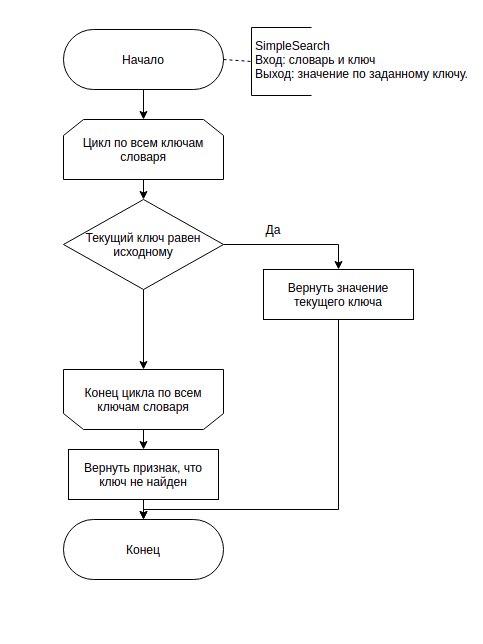 Начало
SimpleSearch
Вход: словарь и ключ
Выход: значение по заданному ключу.
Цикл по всем ключам
словаря
Текущий ключ равен
исходному
Да
Вернуть значение
текущего ключа
Конец цикла по всем
ключам словаря
Вернуть признак, что
ключ не найден
Конец